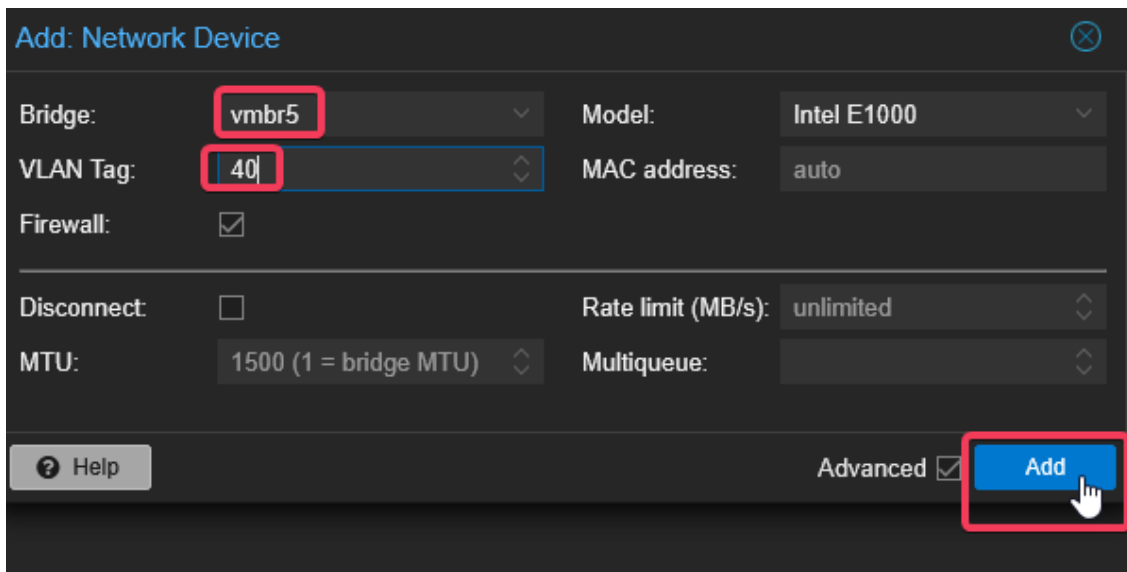 Add: Network Device
Bridge: vmbr5 Model: Intel E1000
VLAN Tag: 40 MAC address: auto
Firewall:
Disconnect: Rate limit (MB/s): unlimited
MTU: 1500 (1 = bridge MTU) Multiqueue:
Help Advanced Add